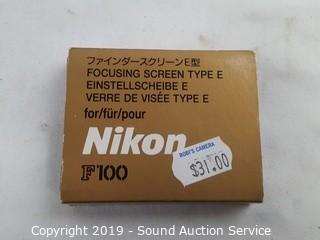 ファインダースクリーンE型
FOCUSING SCREEN TYPE E
EINSTELLSCHEIBE E
VERRE DE VISÉE TYPE E
for/für/pour
Nikon
F100
ROBI'S CAMERA
$31.00
Copyright 2019 - Sound Auction Service